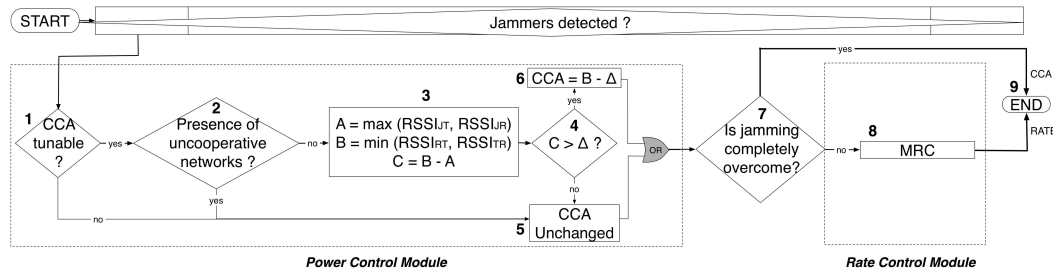 START
Jammers detected ?
yes
CCA
6 CCA = B - Δ
9
END
1 CCA
tunable
?
yes
2
Presence of
uncooperative
networks ?
no
3
A = max (RSSIJT, RSSIJR)
B = min (RSSIRT, RSSITR)
C = B - A
yes
4
C > Δ ?
no
OR
7
Is jamming
completely
overcome?
no
8
MRC
RATE
yes
no
5 CCA
Unchanged
Power Control Module
Rate Control Module